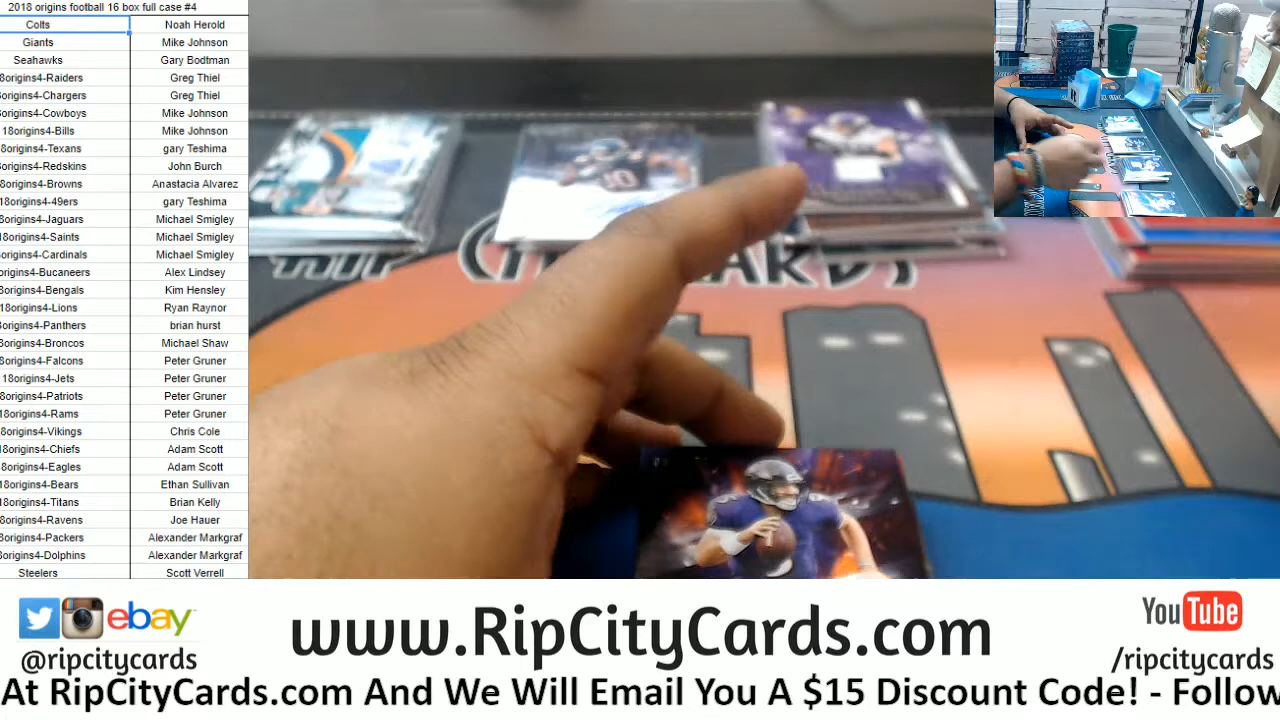 2018 origins football 16 box full case #4
Colts Noah Herold
Giants Mike Johnson
Seahawks Gary Bodtman
8origins4-Raiders Greg Thiel
origins4-Chargers Greg Thiel
origins4-Cowboys Mike Johnson
18origins4-Bills Mike Johnson
18origins4-Texans gary Teshima
8origins4-Redskins John Burch
8origins4-Browns Anastacia Alvarez
18origins4-49ers gary Teshima
8origins4-Jaguars Michael Smigley
18origins4-Saints Michael Smigley
origins4-Cardinals Michael Smigley
origins4-Bucaneers Alex Lindsey
8origins4-Bengals Kim Hensley
18origins4-Lions Ryan Raynor
8origins4-Panthers brian hurst
8origins4-Broncos Michael Shaw
8origins4-Falcons Peter Gruner
18origins4-Jets Peter Gruner
8origins4-Patriots Peter Gruner
18origins4-Rams Peter Gruner
18origins4-Vikings Chris Cole
18origins4-Chiefs Adam Scott
8origins4-Eagles Adam Scott
18origins4-Bears Ethan Sullivan
18origins4-Titans Brian Kelly
8origins4-Ravens Joe Hauer
origins4-Packers Alexander Markgraf
origins4-Dolphins Alexander Markgraf
Steelers Scott Verrell
10
ebay
@ripcitycards
www.RipCityCards.com
YouTube
/ripcitycards
At RipCityCards.com And We Will Email You A $15 Discount Code! - Follow